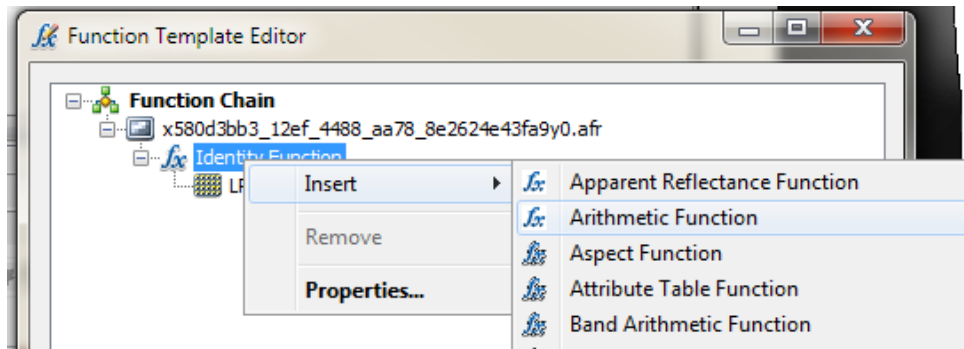 Function Template Editor
Function Chain
x580d3bb3_12ef_4488_aa78_8e2624e43fa9y0.afr
Identity Function
Insert
Remove
Properties...
Apparent Reflectance Function
Arithmetic Function
Aspect Function
Attribute Table Function
Band Arithmetic Function